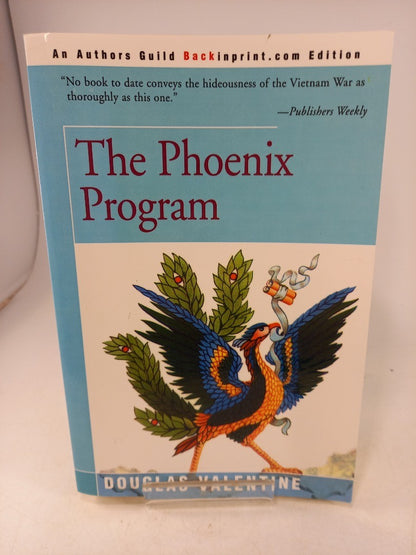 An Authors Guild Backinprint.com Edition
"No book to date conveys the hideousness of the Vietnam War as
thoroughly as this one."
—Publishers Weekly
The Phoenix
Program
DOUGLAS VALENTINE